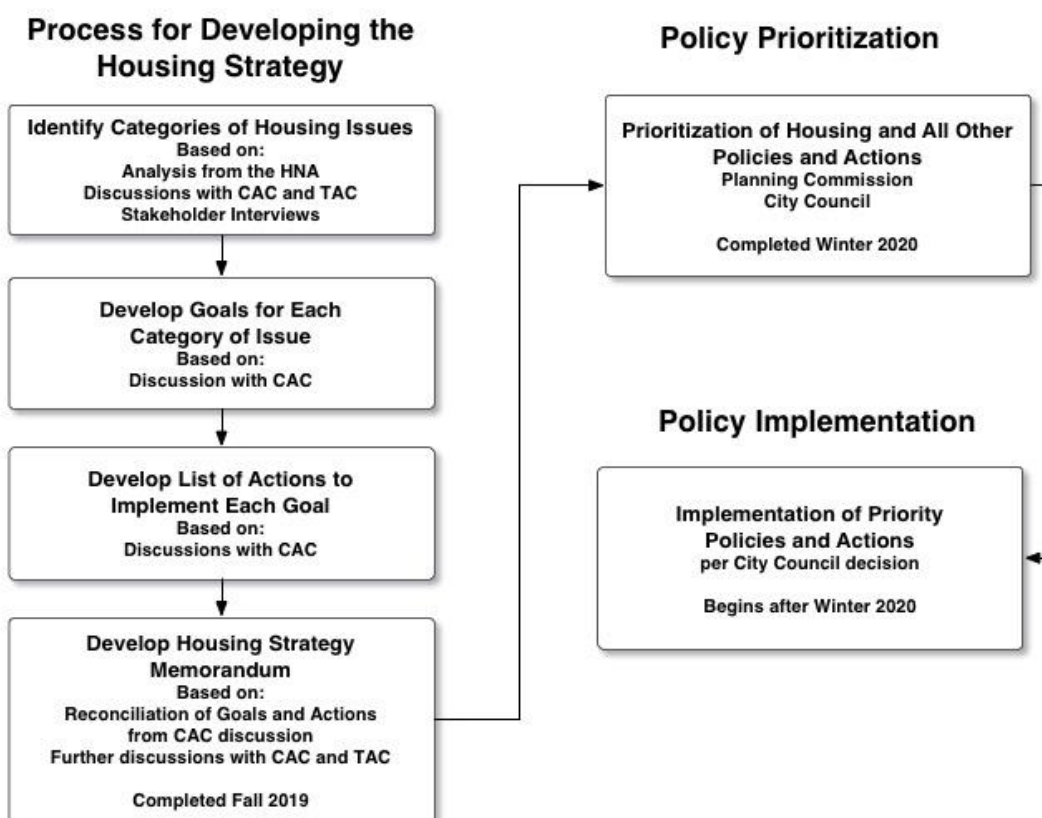 Process for Developing the
Housing Strategy
Identify Categories of Housing Issues
Based on:
Analysis from the HNA
Discussions with CAC and TAC
Stakeholder Interviews
Develop Goals for Each
Category of Issue
Based on:
Discussion with CAC
Develop List of Actions to
Implement Each Goal
Based on:
Discussions with CAC
Develop Housing Strategy
Memorandum
Based on:
Reconciliation of Goals and Actions
from CAC discussion
Further discussions with CAC and TAC
Completed Fall 2019
Policy Prioritization
Prioritization of Housing and All Other
Policies and Actions
Planning Commission
City Council
Completed Winter 2020
Policy Implementation
Implementation of Priority
Policies and Actions
per City Council decision
Begins after Winter 2020